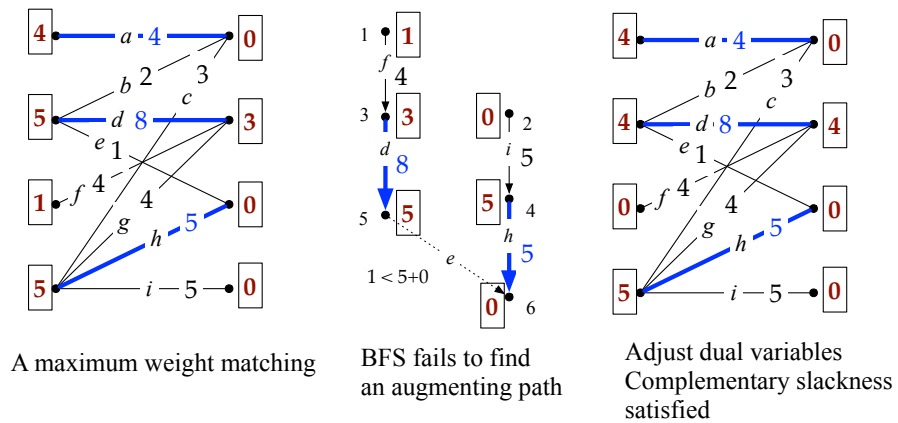 4
a 4
0
b 2
3
c
5
d 8
3
e 1
1
f 4
4
g
h 5
0
5
i 5
0
A maximum weight matching
1
1
f
4
3
3
0
2
i 5
d
8
5
4
5
5
h
5
e
1 < 5+0
0
6
BFS fails to find
an augmenting path
4
a 4
0
b 2
3
c
4
d 8
4
e 1
0
f 4
4
g
h 5
0
5
i 5
0
Adjust dual variables
Complementary slackness
satisfied